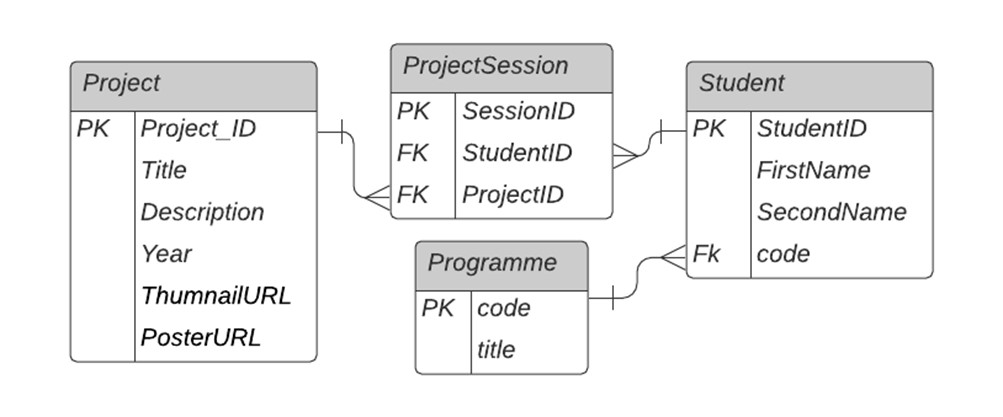 Project
PK Project_ID
Title
Description
Year
ThumnailURL
PosterURL
ProjectSession
PK SessionID
FK StudentID
FK ProjectID
Programme
PK code
title
Student
PK StudentID
FirstName
SecondName
Fk code